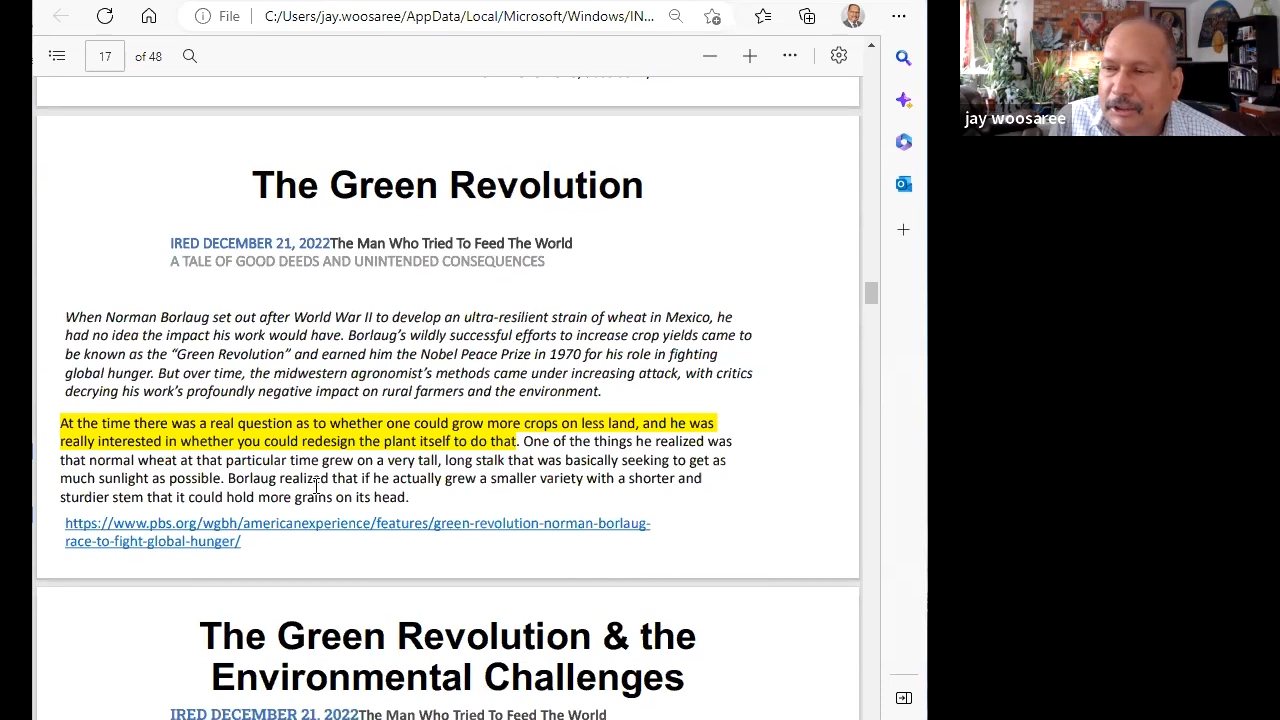 File
C:/Users/jay.woosaree/AppData/Local/Microsoft/Windows/IN...
17 of 48
The Green Revolution
IRED DECEMBER 21, 2022The Man Who Tried To Feed The World
A TALE OF GOOD DEEDS AND UNINTENDED CONSEQUENCES
When Norman Borlaug set out after World War II to develop an ultra-resilient strain of wheat in Mexico, he
had no idea the impact his work would have. Borlaug's wildly successful efforts to increase crop yields came to
be known as the “Green Revolution” and earned him the Nobel Peace Prize in 1970 for his role in fighting
global hunger. But over time, the midwestern agronomist's methods came under increasing attack, with critics
decrying his work's profoundly negative impact on rural farmers and the environment.
At the time there was a real question as to whether one could grow more crops on less land, and he was
really interested in whether you could redesign the plant itself to do that. One of the things he realized was
that normal wheat at that particular time grew on a very tall, long stalk that was basically seeking to get as
much sunlight as possible. Borlaug realized that if he actually grew a smaller variety with a shorter and
sturdier stem that it could hold more grains on its head.
https://www.pbs.org/wgbh/americanexperience/features/green-revolution-norman-borlaug-
race-to-fight-global-hunger/
The Green Revolution & the
Environmental Challenges
IRED DECEMBER 21, 2022The Man Who Tried To Feed The World
jay woosaree